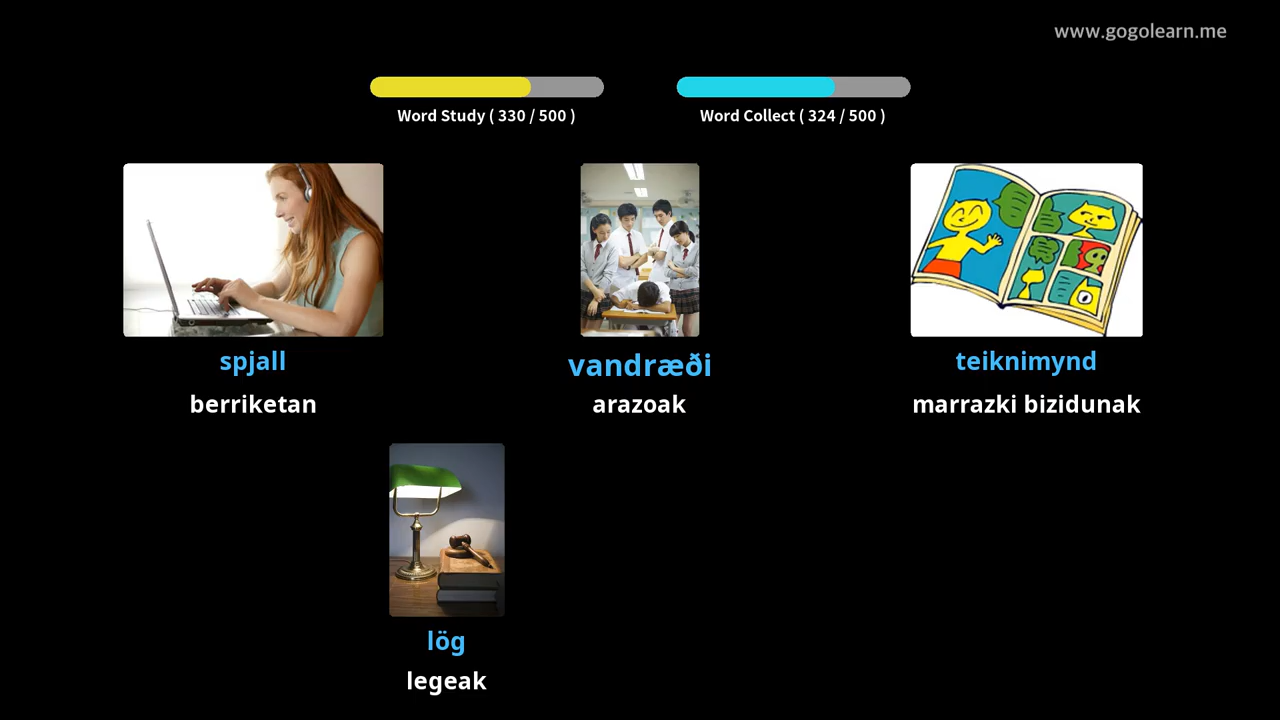 www.gogolearn.me
Word Study ( 330 / 500 )
Word Collect ( 324 / 500 )
spjall
vandræði
teiknimynd
berriketan
arazoak
marrazki bizidunak
lög
legeak